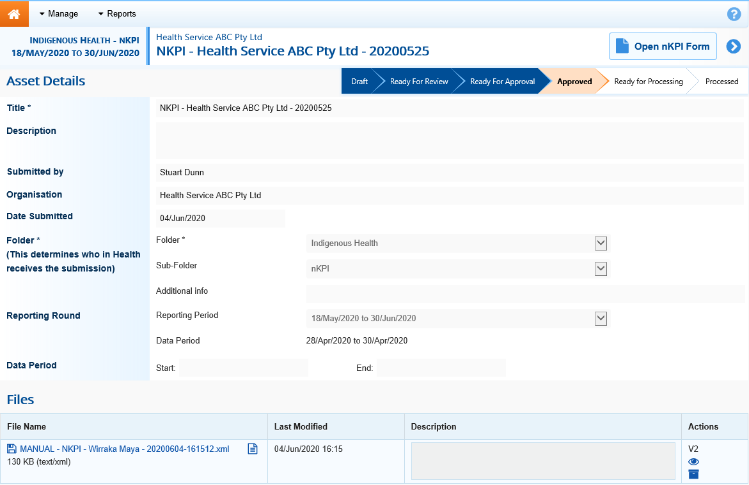 Manage Reports ?
INDIGENOUS HEALTH - NKPI
18/MAY/2020 TO 30/JUN/2020
Health Service ABC Pty Ltd
NKPI - Health Service ABC Pty Ltd - 20200525
Open nKPI Form
Asset Details
Draft Ready For Review Ready For Approval Approved Ready for Processing Processed
Title * NKPI - Health Service ABC Pty Ltd - 20200525
Description
Submitted by Stuart Dunn
Organisation Health Service ABC Pty Ltd
Date Submitted 04/Jun/2020
Folder *
(This determines who in Health
receives the submission)
Folder * Indigenous Health
Sub-Folder nKPI
Additional info
Reporting Round Reporting Period 18/May/2020 to 30/Jun/2020
Data Period 28/Apr/2020 to 30/Apr/2020
Data Period Start: End:
Files
File Name Last Modified Description Actions
MANUAL - NKPI - Wirraka Maya - 20200604-161512.xml 04/Jun/2020 16:15 V2
130 KB (text/xml)